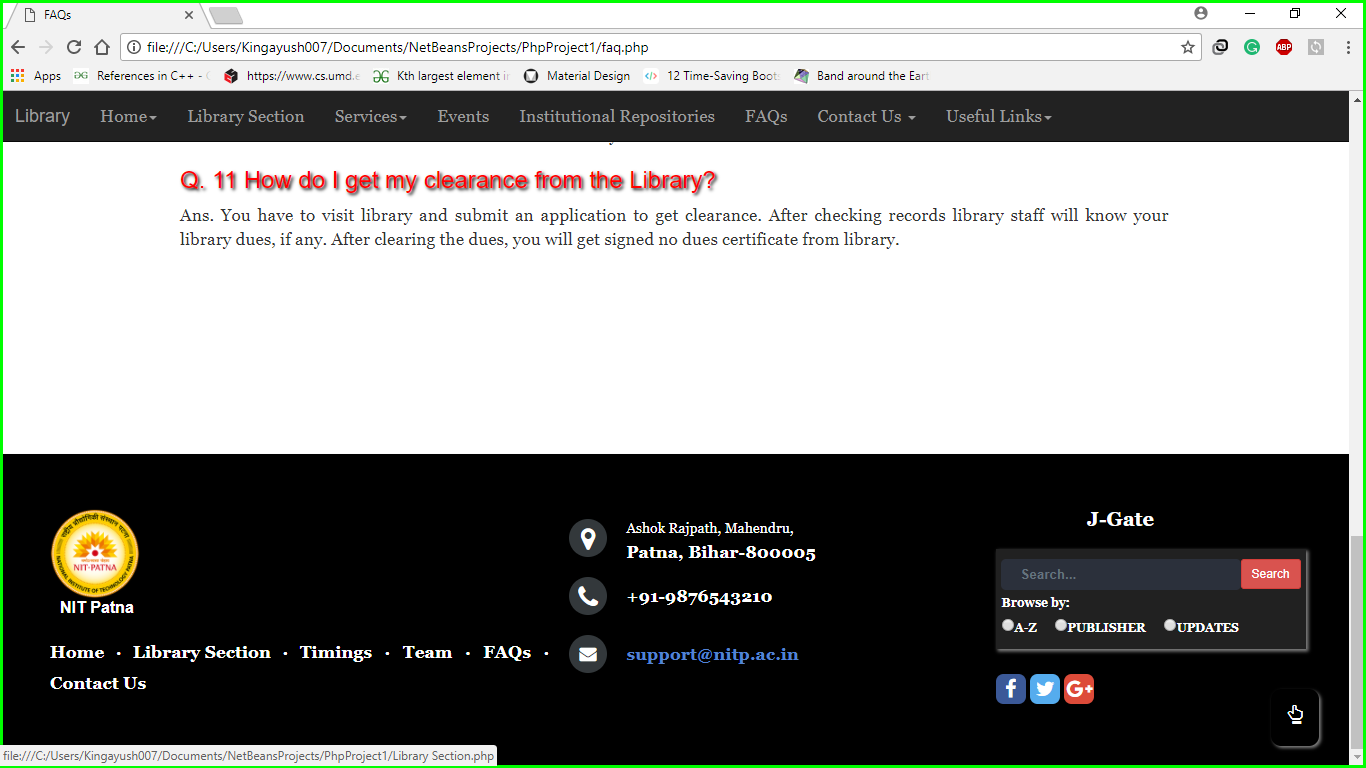 FAQs
file:///C:/Users/Kingayush007/Documents/NetBeansProjects/PhpProject1/faq.php
Apps References in C++ - https://www.cs.umd.e Kth largest element in Material Design 12 Time-Saving Boots Band around the Eart
Library Home Library Section Services Events Institutional Repositories FAQs Contact Us Useful Links
Q. 11 How do I get my clearance from the Library?
Ans. You have to visit library and submit an application to get clearance. After checking records library staff will know your
library dues, if any. After clearing the dues, you will get signed no dues certificate from library.
NIT-PATNA
NIT Patna
Home · Library Section · Timings · Team · FAQs ·
Contact Us
Ashok Rajpath, Mahendru,
Patna, Bihar-800005
+91-9876543210
support@nitp.ac.in
J-Gate
Search... Search
Browse by:
A-Z PUBLISHER UPDATES
file:///C:/Users/Kingayush007/Documents/NetBeansProjects/PhpProject1/Library Section.php